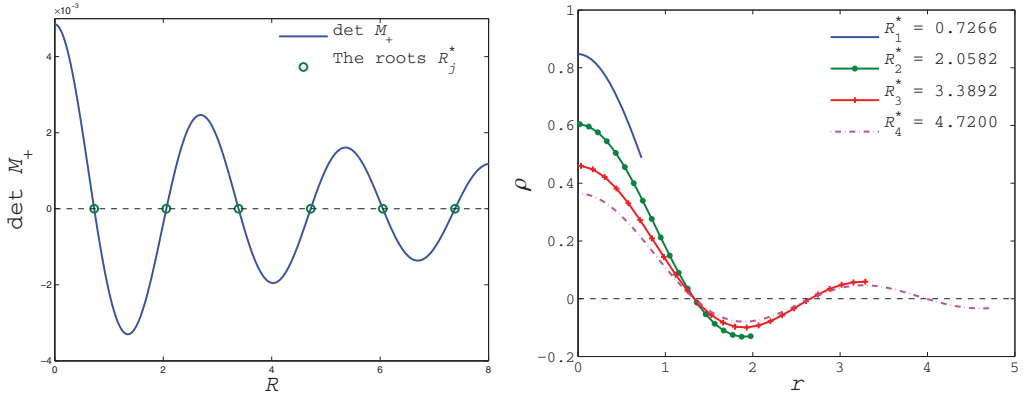 ×10⁻³
4
2
0
−2
−4
0
2
4
6
8
det M₊
R
det M₊
The roots R*ⱼ
1
0.8
0.6
0.4
0.2
0
−0.2
0
1
2
3
4
5
ρ
r
R*₁ = 0.7266
R*₂ = 2.0582
R*₃ = 3.3892
R*₄ = 4.7200